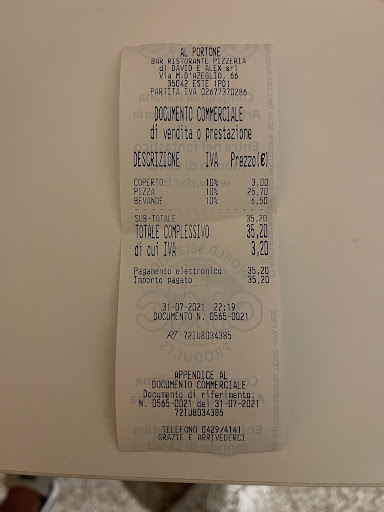 AL PORTONE
BAR RISTORANTE PIZZERIA
di DAVID E ALEX srl
Via M.D'AZEGLIO, 66
35042 ESTE (PD)
PARTITA IVA 02677370286
DOCUMENTO COMMERCIALE
di vendita o prestazione
DESCRIZIONE IVA Prezzo(€)
COPERTO 10% 3,00
PIZZA 10% 25,70
BEVANDE 10% 6,50
SUB-TOTALE 35,20
TOTALE COMPLESSIVO 35,20
di cui IVA 3,20
Pagamento elettronico 35,20
Importo pagato 35,20
31-07-2021 22:19
DOCUMENTO N. 0565-0021
RT 72IU8034385
APPENDICE AL
DOCUMENTO COMMERCIALE
Documento di riferimento:
N. 0565-0021 del 31-07-2021
72IU8034385
TELEFONO 0429/4141
GRAZIE E ARRIVEDERCI